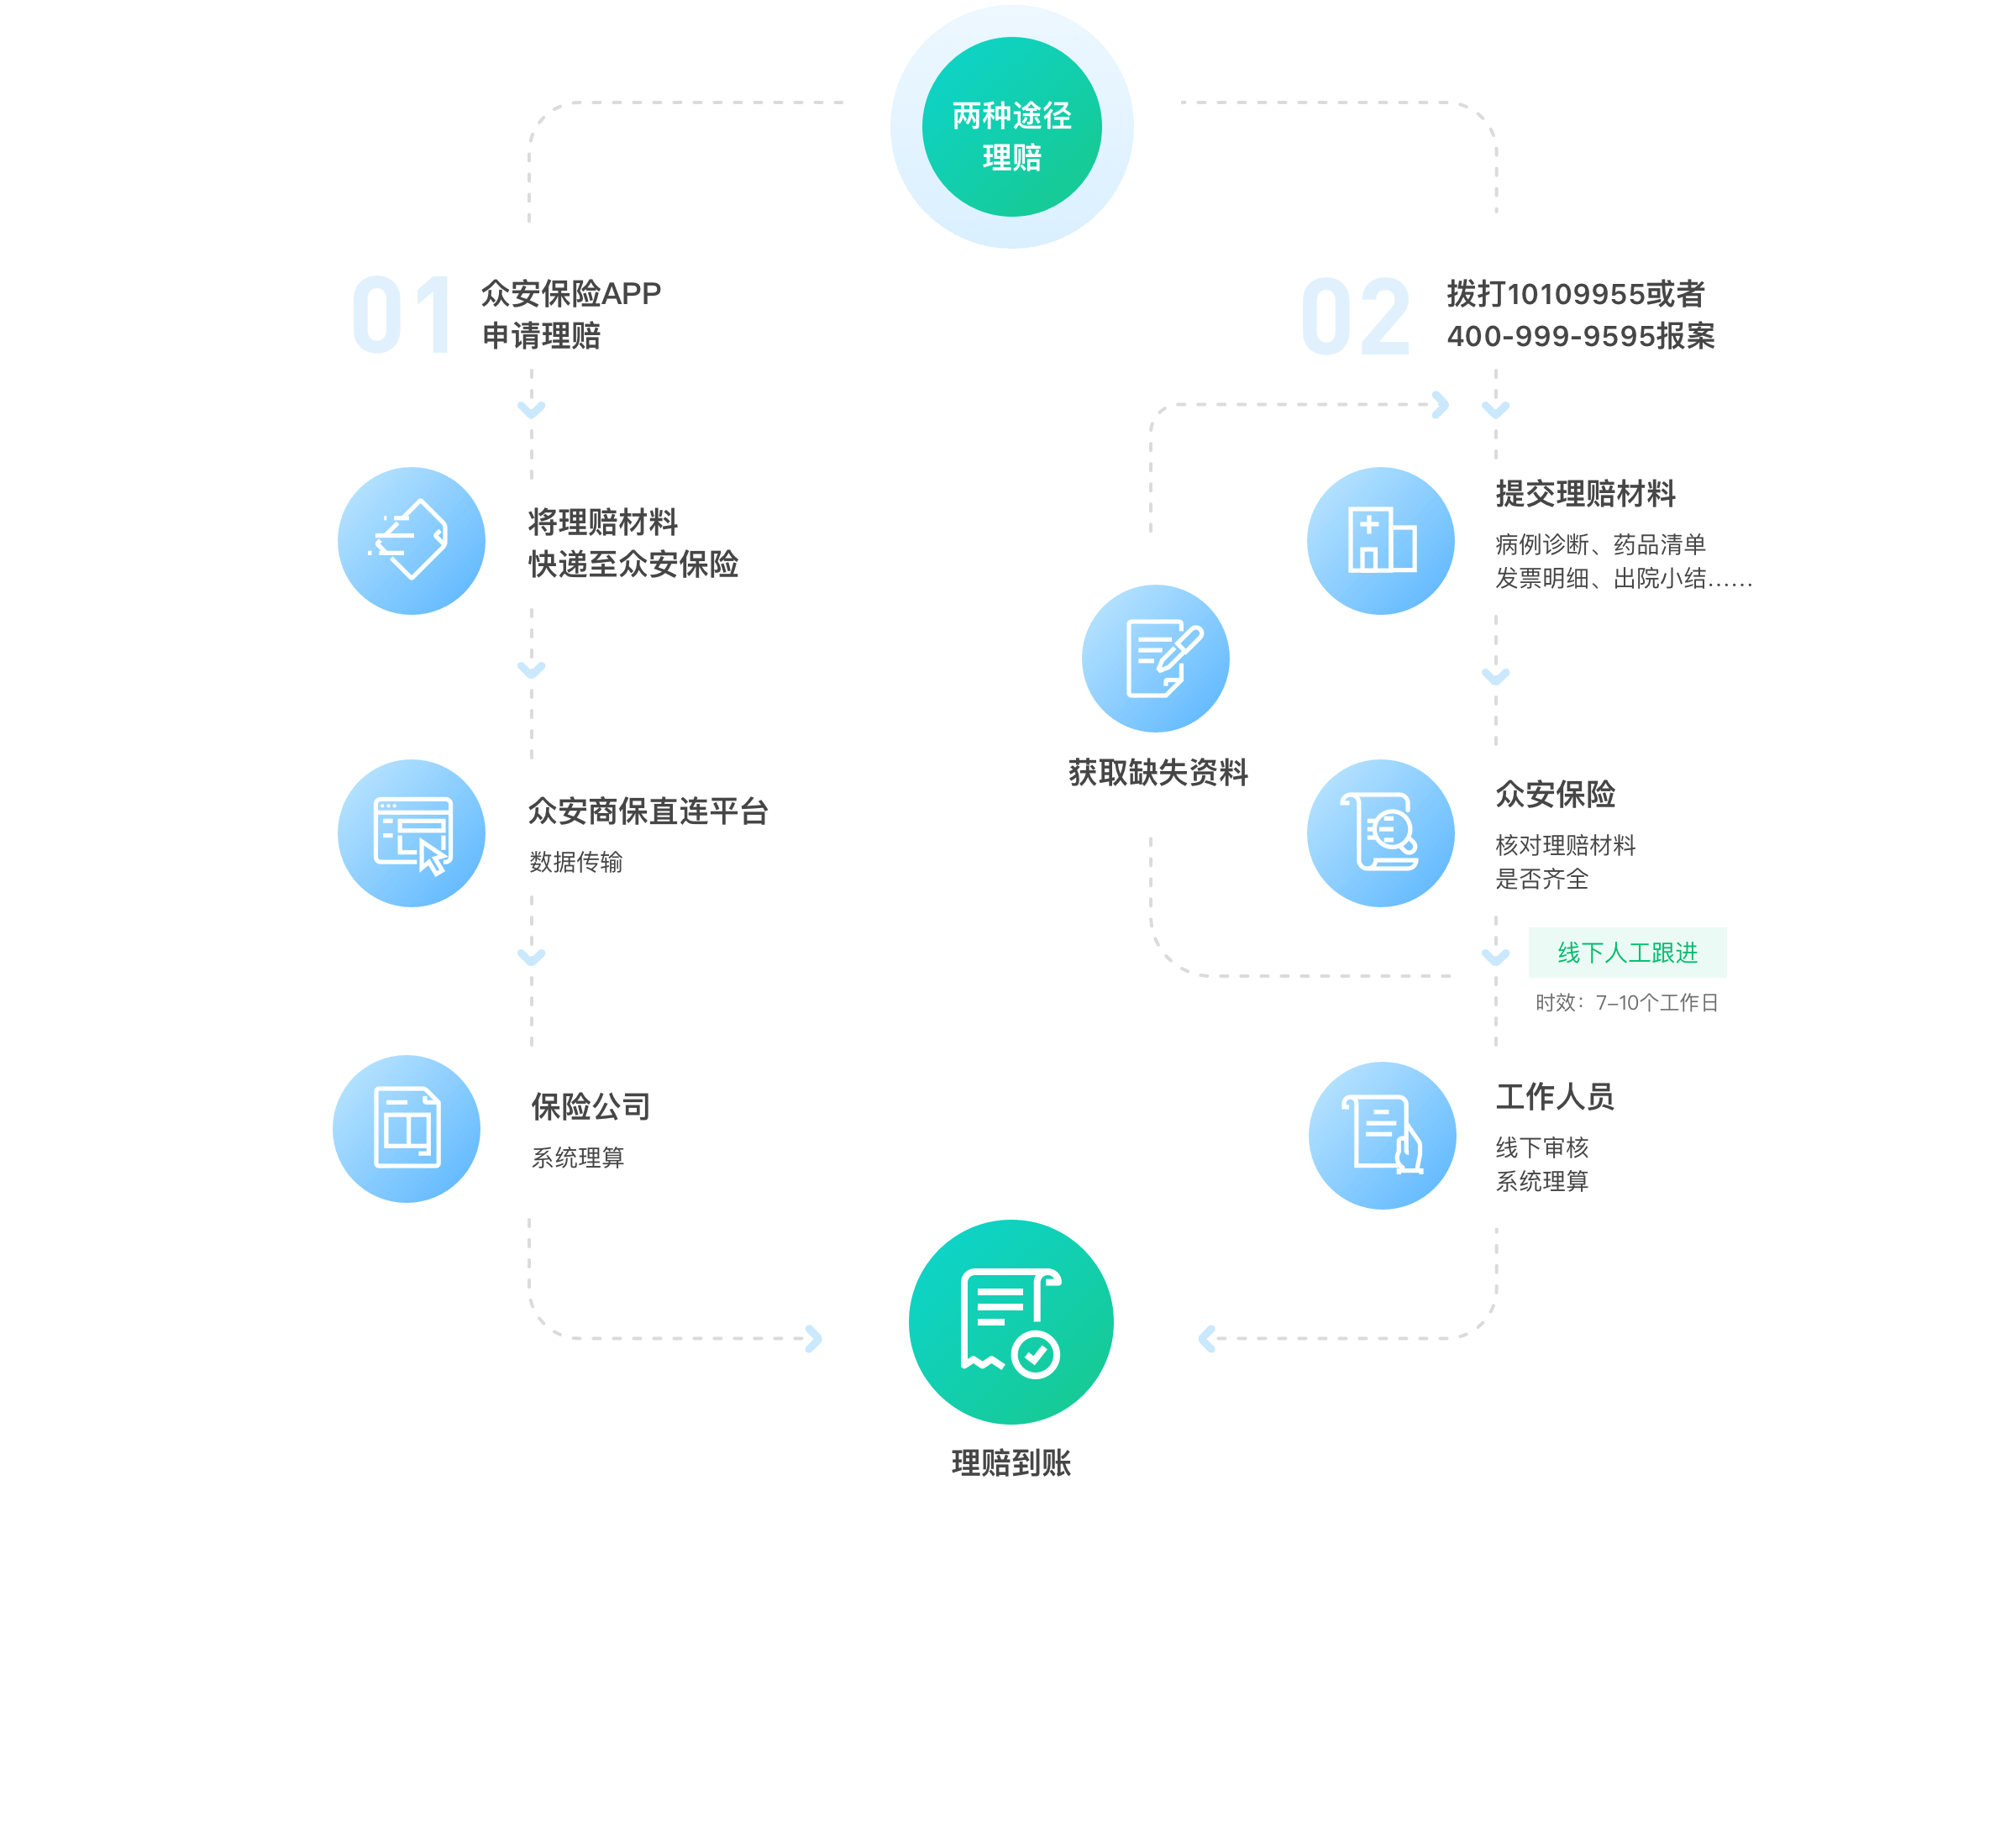 两种途径
理赔
01
众安保险APP
申请理赔
将理赔材料
快递至众安保险
众安商保直连平台
数据传输
保险公司
系统理算
02
拨打10109955或者
400-999-9595报案
提交理赔材料
病例诊断、药品清单
发票明细、出院小结......
获取缺失资料
众安保险
核对理赔材料
是否齐全
线下人工跟进
时效：7-10个工作日
工作人员
线下审核
系统理算
理赔到账